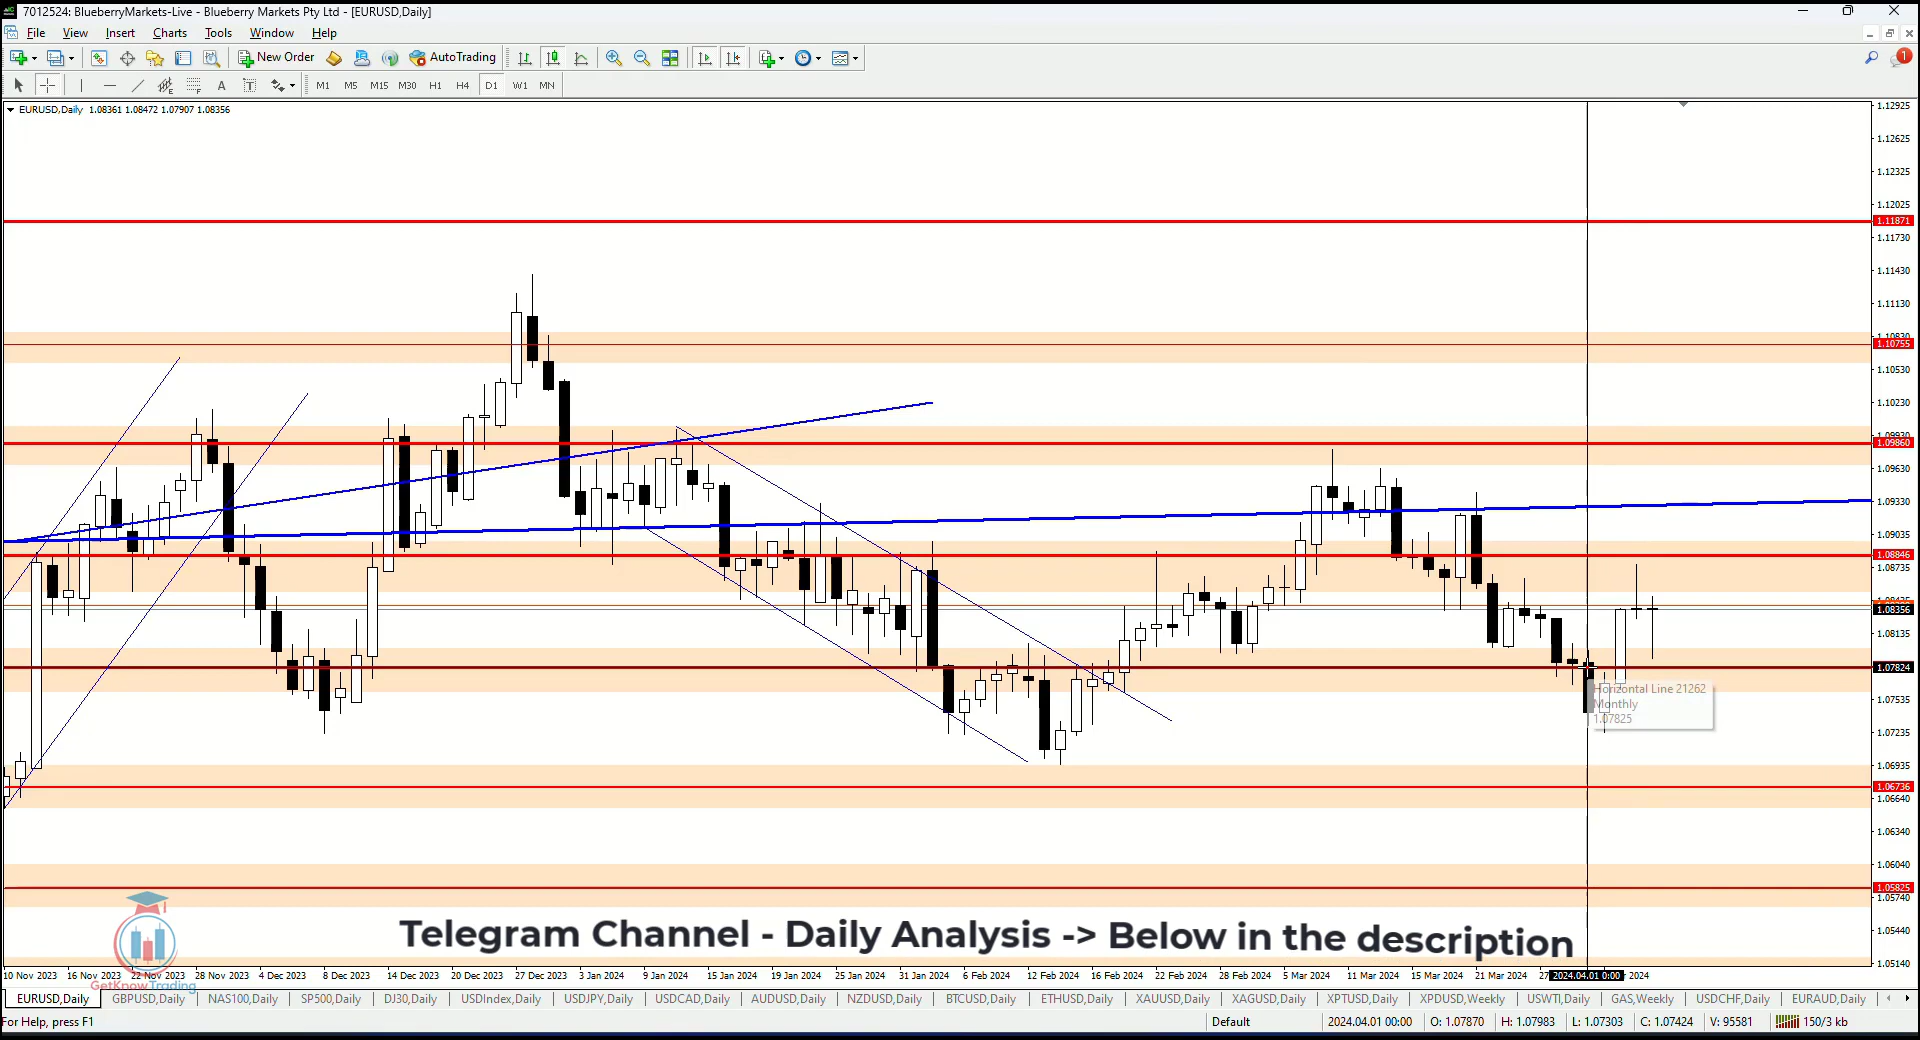 7012524: BlueberryMarkets-Live - Blueberry Markets Pty Ltd - [EURUSD,Daily]
File View Insert Charts Tools Window Help
New Order AutoTrading
A T M1 M5 M15 M30 H1 H4 D1 W1 MN
1
EURUSD,Daily 1.08361 1.08472 1.07907 1.08356
1.12925
1.12625
1.12325
1.12025
1.11871
1.11730
1.11430
1.11130
1.10830
1.10755
1.10530
1.10230
1.09930
1.09860
1.09630
1.09330
1.09035
1.08846
1.08735
1.08356
1.08135
1.07824
1.07535
1.07235
1.06935
1.06736
1.06640
1.06340
1.06040
1.05825
1.05740
1.05440
1.05140
Horizontal Line 21262
Monthly
1.07825
Telegram Channel - Daily Analysis -> Below in the description
10 Nov 2023 16 Nov 2023 22 Nov 2023 28 Nov 2023 4 Dec 2023 8 Dec 2023 14 Dec 2023 20 Dec 2023 27 Dec 2023 3 Jan 2024 9 Jan 2024 15 Jan 2024 19 Jan 2024 25 Jan 2024 31 Jan 2024 6 Feb 2024 12 Feb 2024 16 Feb 2024 22 Feb 2024 28 Feb 2024 5 Mar 2024 11 Mar 2024 15 Mar 2024 21 Mar 2024 27 2024.04.01 0:00 r 2024
GetKnowTrading
EURUSD,Daily GBPUSD,Daily NAS100,Daily SP500,Daily DJ30,Daily USDIndex,Daily USDJPY,Daily USDCAD,Daily AUDUSD,Daily NZDUSD,Daily BTCUSD,Daily ETHUSD,Daily XAUUSD,Daily XAGUSD,Daily XPTUSD,Daily XPDUSD,Weekly USWTI,Daily GAS,Weekly USDCHF,Daily EURAUD,Daily
For Help, press F1 Default 2024.04.01 00:00 O: 1.07870 H: 1.07983 L: 1.07303 C: 1.07424 V: 95581 150/3 kb